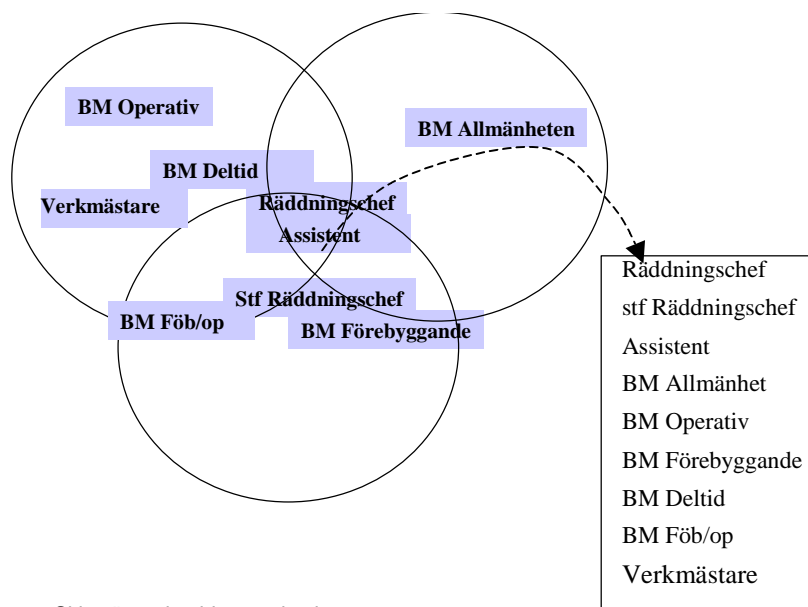 BM Operativ
BM Allmänheten
BM Deltid
Verkmästare
Räddningschef
Assistent
Stf Räddningschef
BM Föb/op
BM Förebyggande
Räddningschef
stf Räddningschef
Assistent
BM Allmänhet
BM Operativ
BM Förebyggande
BM Deltid
BM Föb/op
Verkmästare